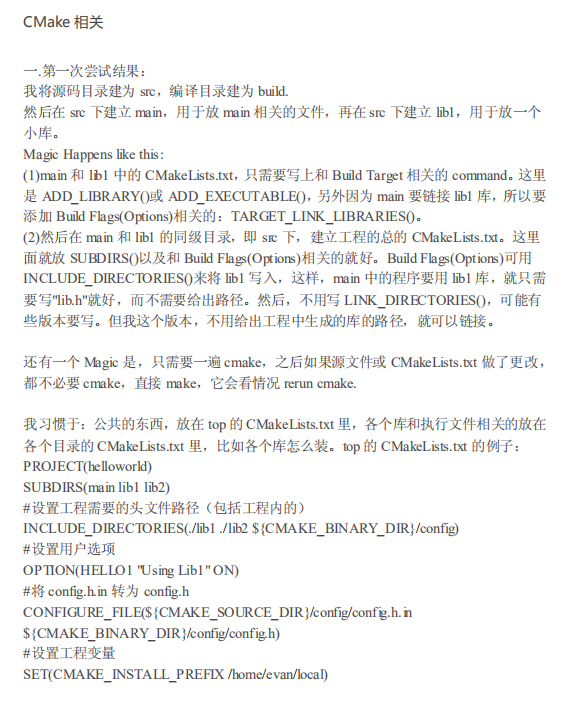 CMake 相关
一.第一次尝试结果：
我将源码目录建为 src，编译目录建为 build.
然后在 src 下建立 main，用于放 main 相关的文件，再在 src 下建立 lib1，用于放一个
小库。
Magic Happens like this:
(1)main 和 lib1 中的 CMakeLists.txt，只需要写上和 Build Target 相关的 command。这里
是 ADD_LIBRARY()或 ADD_EXECUTABLE()，另外因为 main 要链接 lib1 库，所以要
添加 Build Flags(Options)相关的：TARGET_LINK_LIBRARIES()。
(2)然后在 main 和 lib1 的同级目录，即 src 下，建立工程的总的 CMakeLists.txt。这里
面就放 SUBDIRS()以及和 Build Flags(Options)相关的就好。Build Flags(Options)可用
INCLUDE_DIRECTORIES()来将 lib1 写入，这样，main 中的程序要用 lib1 库，就只需
要写"lib.h"就好，而不需要给出路径。然后，不用写 LINK_DIRECTORIES()，可能有
些版本要写。但我这个版本，不用给出工程中生成的库的路径，就可以链接。
还有一个 Magic 是，只需要一遍 cmake，之后如果源文件或 CMakeLists.txt 做了更改，
都不必要 cmake，直接 make，它会看情况 rerun cmake.
我习惯于：公共的东西，放在 top 的 CMakeLists.txt 里，各个库和执行文件相关的放在
各个目录的 CMakeLists.txt 里，比如各个库怎么装。top 的 CMakeLists.txt 的例子：
PROJECT(helloworld)
SUBDIRS(main lib1 lib2)
#设置工程需要的头文件路径（包括工程内的）
INCLUDE_DIRECTORIES(./lib1 ./lib2 ${CMAKE_BINARY_DIR}/config)
#设置用户选项
OPTION(HELLO1 "Using Lib1" ON)
#将 config.h.in 转为 config.h
CONFIGURE_FILE(${CMAKE_SOURCE_DIR}/config/config.h.in
${CMAKE_BINARY_DIR}/config/config.h)
#设置工程变量
SET(CMAKE_INSTALL_PREFIX /home/evan/local)